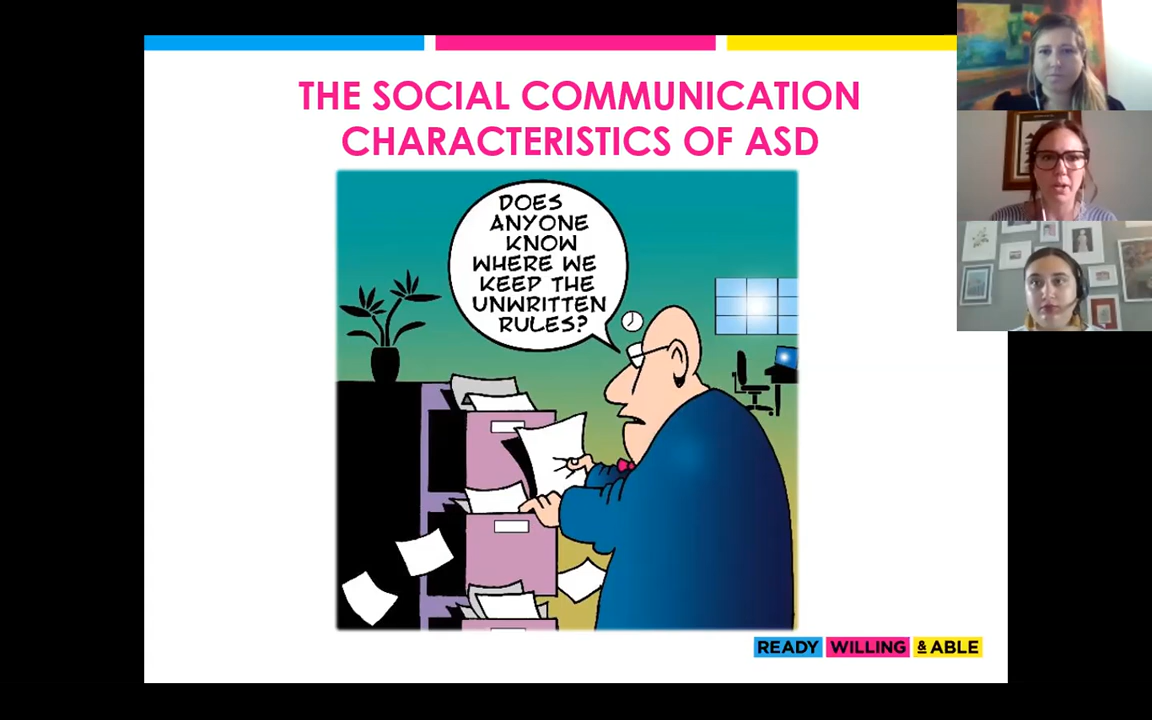 THE SOCIAL COMMUNICATION
CHARACTERISTICS OF ASD
DOES
ANYONE
KNOW
WHERE WE
KEEP THE
UNWRITTEN
RULES?
READY WILLING & ABLE